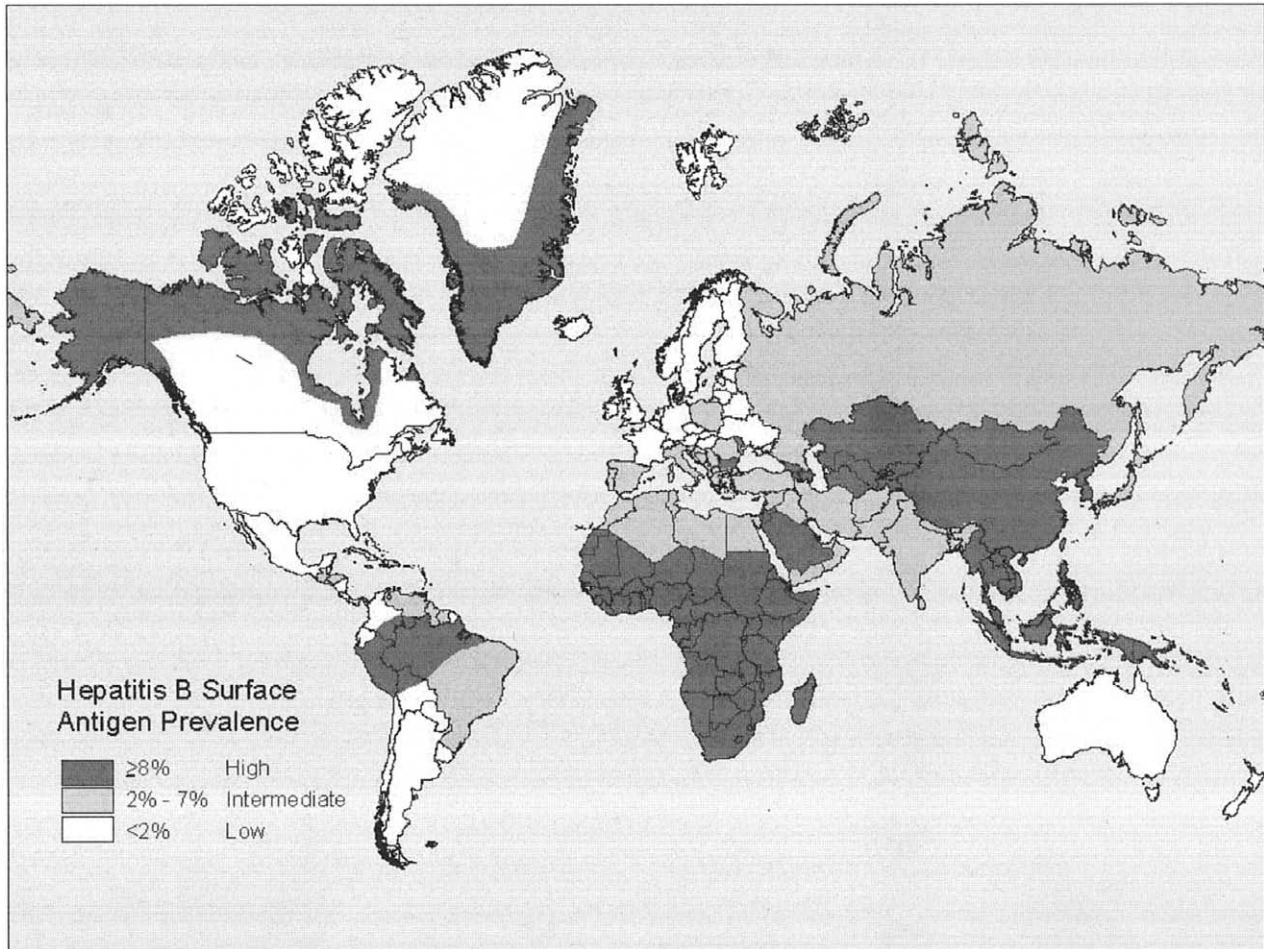 Hepatitis B Surface
Antigen Prevalence
≥8% High
2% - 7% Intermediate
<2% Low